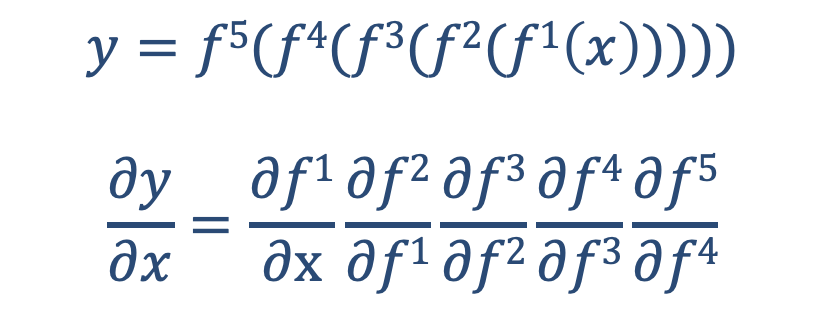 y = f⁵(f⁴(f³(f²(f¹(x)))))
∂y/∂x = ∂f¹/∂x ∂f²/∂f¹ ∂f³/∂f² ∂f⁴/∂f³ ∂f⁵/∂f⁴